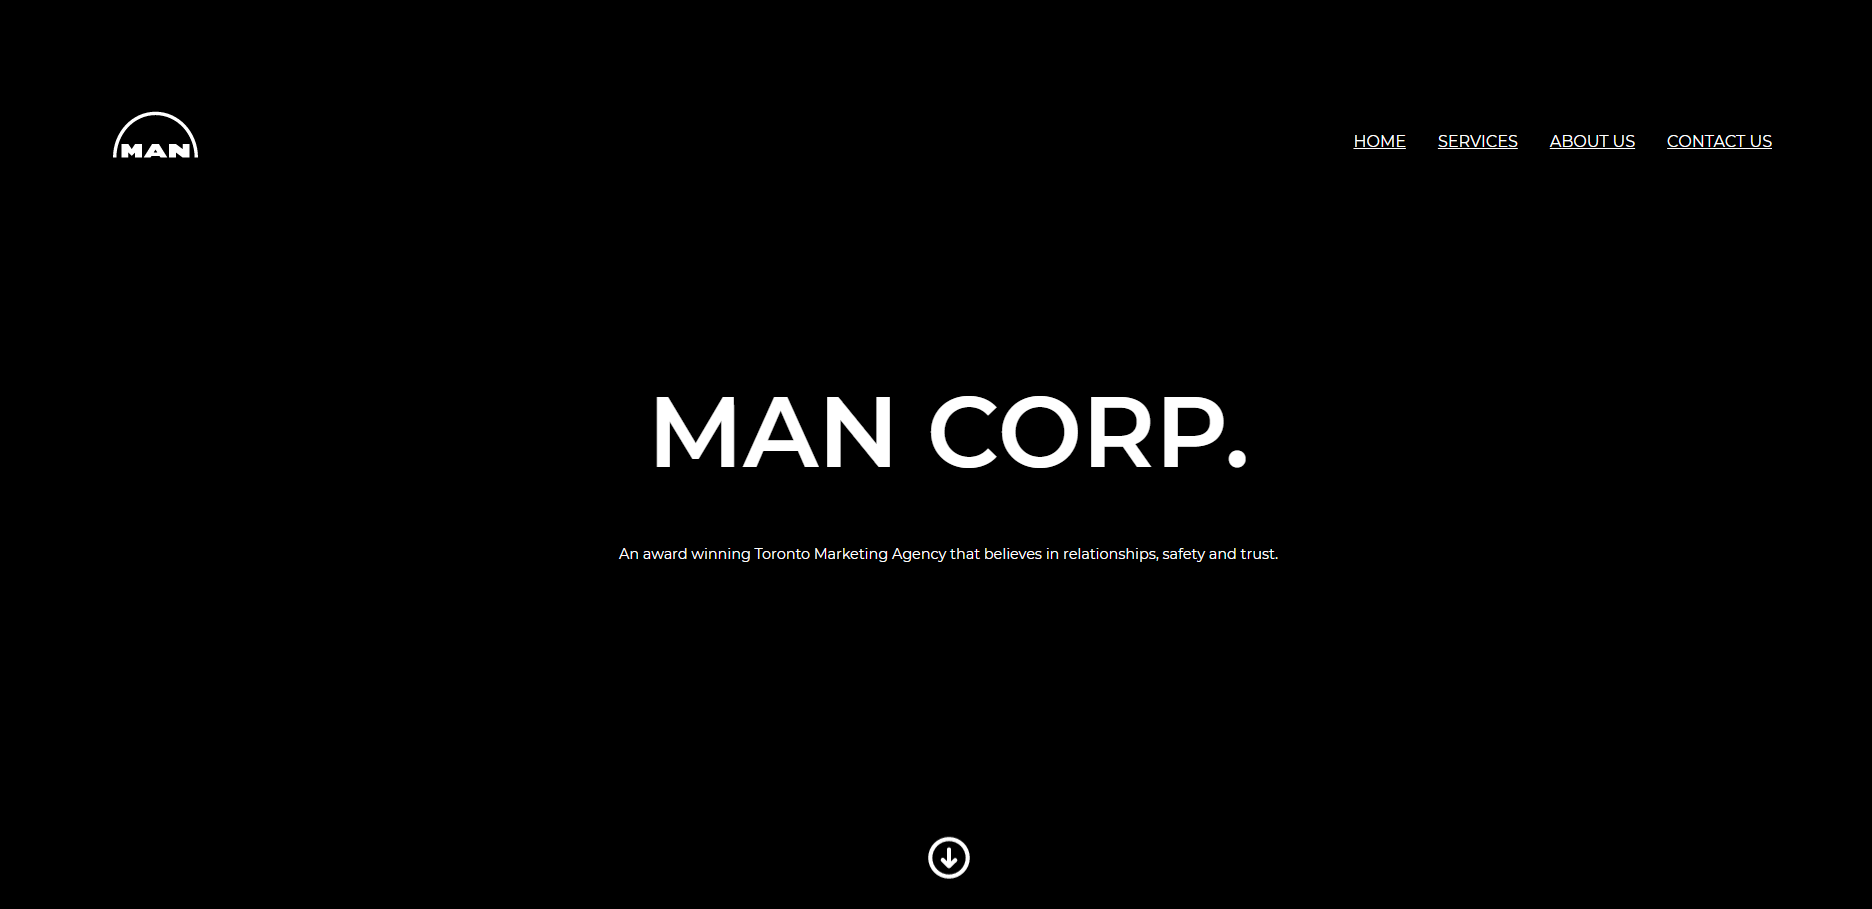 MAN
HOME SERVICES ABOUT US CONTACT US
MAN CORP.
An award winning Toronto Marketing Agency that believes in relationships, safety and trust.